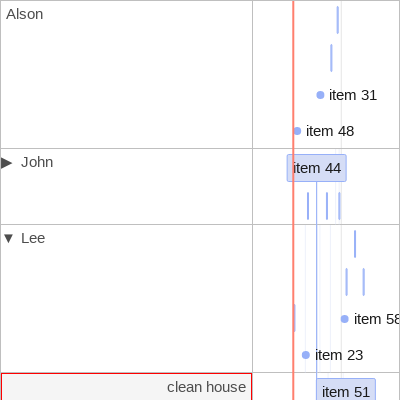 Alson
item 31
item 48
▶ John
item 44
▼ Lee
item 58
item 23
clean house
item 51